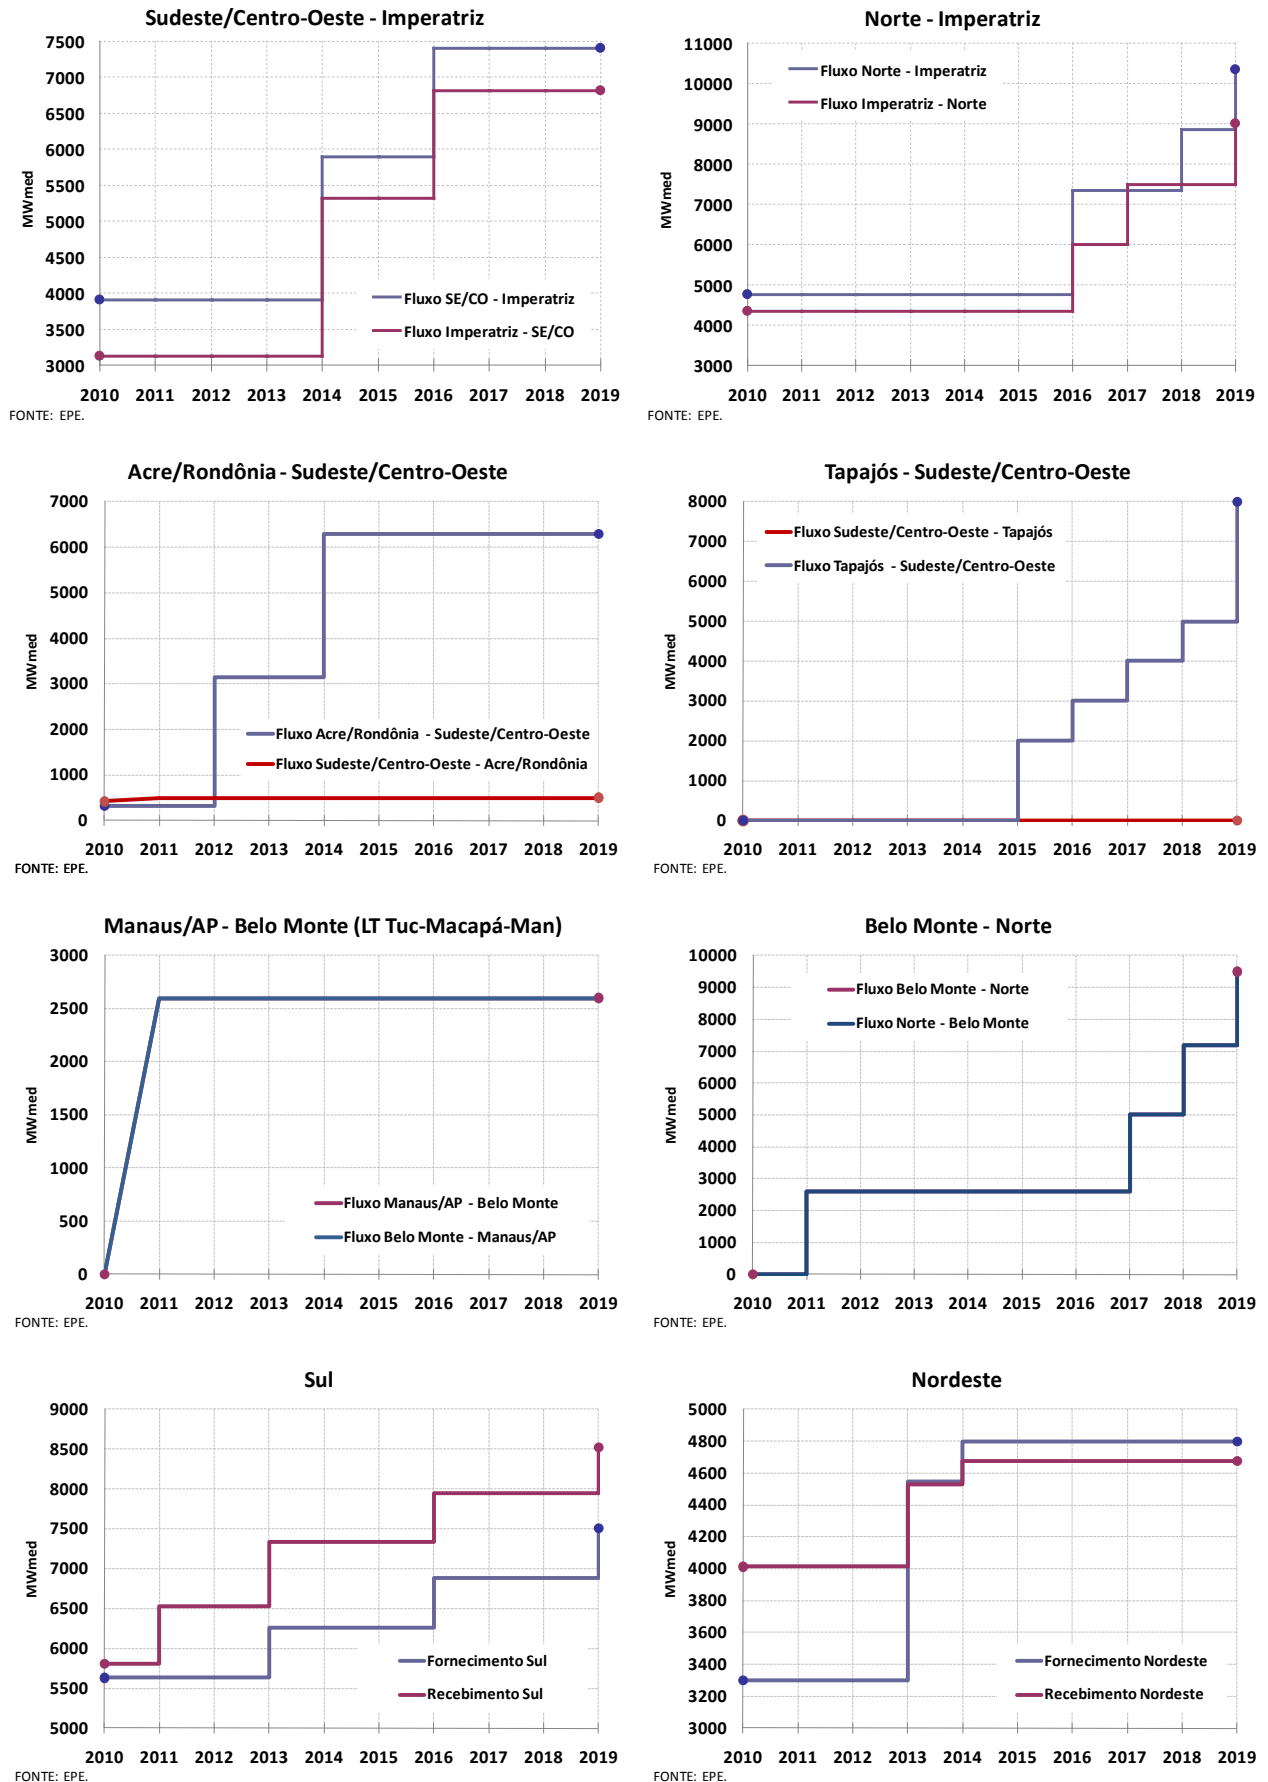 Sudeste/Centro-Oeste - Imperatriz
7500
7000
6500
6000
5500
5000
4500
4000
3500
3000
MWmed
Fluxo SE/CO - Imperatriz
Fluxo Imperatriz - SE/CO
2010 2011 2012 2013 2014 2015 2016 2017 2018 2019
FONTE: EPE.
Norte - Imperatriz
11000
10000
9000
8000
7000
6000
5000
4000
3000
MWmed
Fluxo Norte - Imperatriz
Fluxo Imperatriz - Norte
2010 2011 2012 2013 2014 2015 2016 2017 2018 2019
FONTE: EPE.
Acre/Rondônia - Sudeste/Centro-Oeste
7000
6000
5000
4000
3000
2000
1000
0
MWmed
Fluxo Acre/Rondônia - Sudeste/Centro-Oeste
Fluxo Sudeste/Centro-Oeste - Acre/Rondônia
2010 2011 2012 2013 2014 2015 2016 2017 2018 2019
FONTE: EPE.
Tapajós - Sudeste/Centro-Oeste
8000
7000
6000
5000
4000
3000
2000
1000
0
MWmed
Fluxo Sudeste/Centro-Oeste - Tapajós
Fluxo Tapajós - Sudeste/Centro-Oeste
2010 2011 2012 2013 2014 2015 2016 2017 2018 2019
FONTE: EPE.
Manaus/AP - Belo Monte (LT Tuc-Macapá-Man)
3000
2500
2000
1500
1000
500
0
MWmed
Fluxo Manaus/AP - Belo Monte
Fluxo Belo Monte - Manaus/AP
2010 2011 2012 2013 2014 2015 2016 2017 2018 2019
FONTE: EPE.
Belo Monte - Norte
10000
9000
8000
7000
6000
5000
4000
3000
2000
1000
0
MWmed
Fluxo Belo Monte - Norte
Fluxo Norte - Belo Monte
2010 2011 2012 2013 2014 2015 2016 2017 2018 2019
FONTE: EPE.
Sul
9000
8500
8000
7500
7000
6500
6000
5500
5000
MWmed
Fornecimento Sul
Recebimento Sul
2010 2011 2012 2013 2014 2015 2016 2017 2018 2019
FONTE: EPE.
Nordeste
5000
4800
4600
4400
4200
4000
3800
3600
3400
3200
3000
MWmed
Fornecimento Nordeste
Recebimento Nordeste
2010 2011 2012 2013 2014 2015 2016 2017 2018 2019
FONTE: EPE.